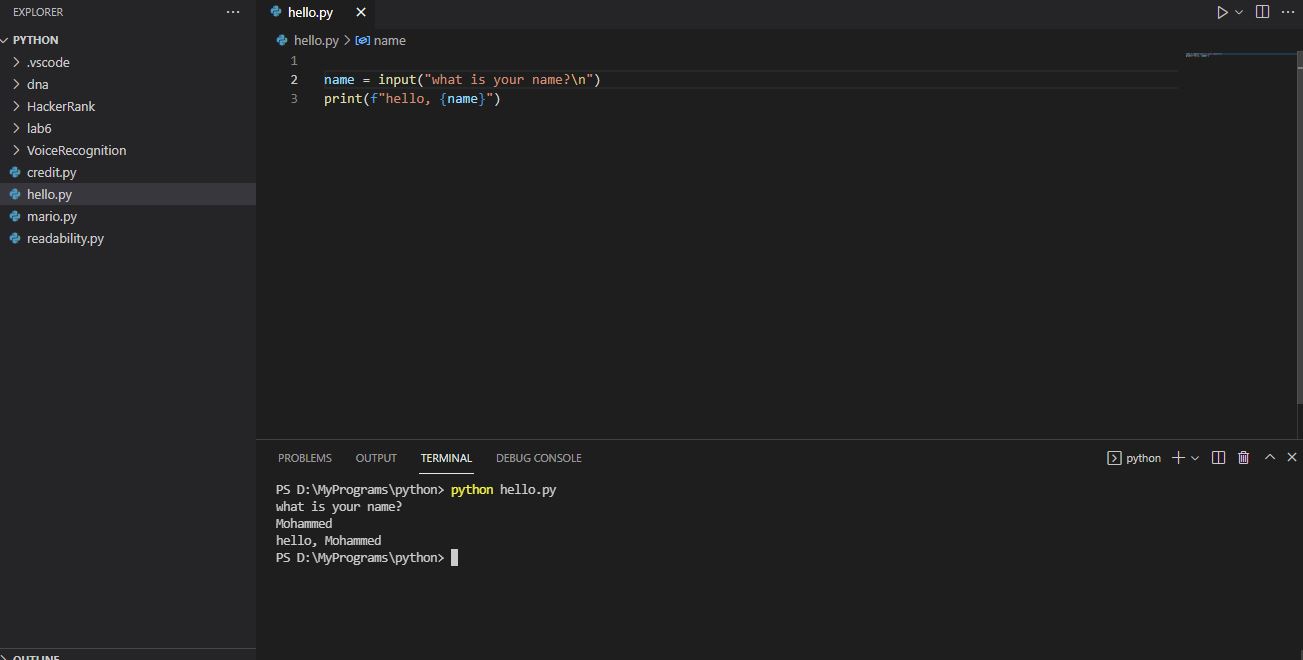 EXPLORER
PYTHON
.vscode
dna
HackerRank
lab6
VoiceRecognition
credit.py
hello.py
mario.py
readability.py
OUTLINE
hello.py
hello.py > name
1
2 name = input("what is your name?\n")
3 print(f"hello, {name}")
PROBLEMS OUTPUT TERMINAL DEBUG CONSOLE python
PS D:\MyPrograms\python> python hello.py
what is your name?
Mohammed
hello, Mohammed
PS D:\MyPrograms\python>